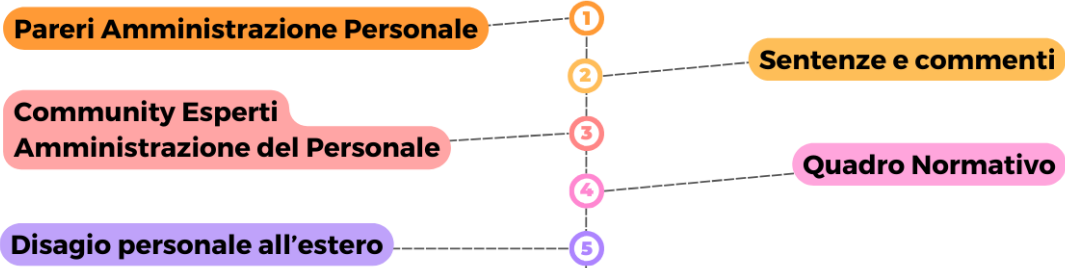 Pareri Amministrazione Personale
1
Sentenze e commenti
2
Community Esperti
Amministrazione del Personale
3
Quadro Normativo
4
Disagio personale all’estero
5